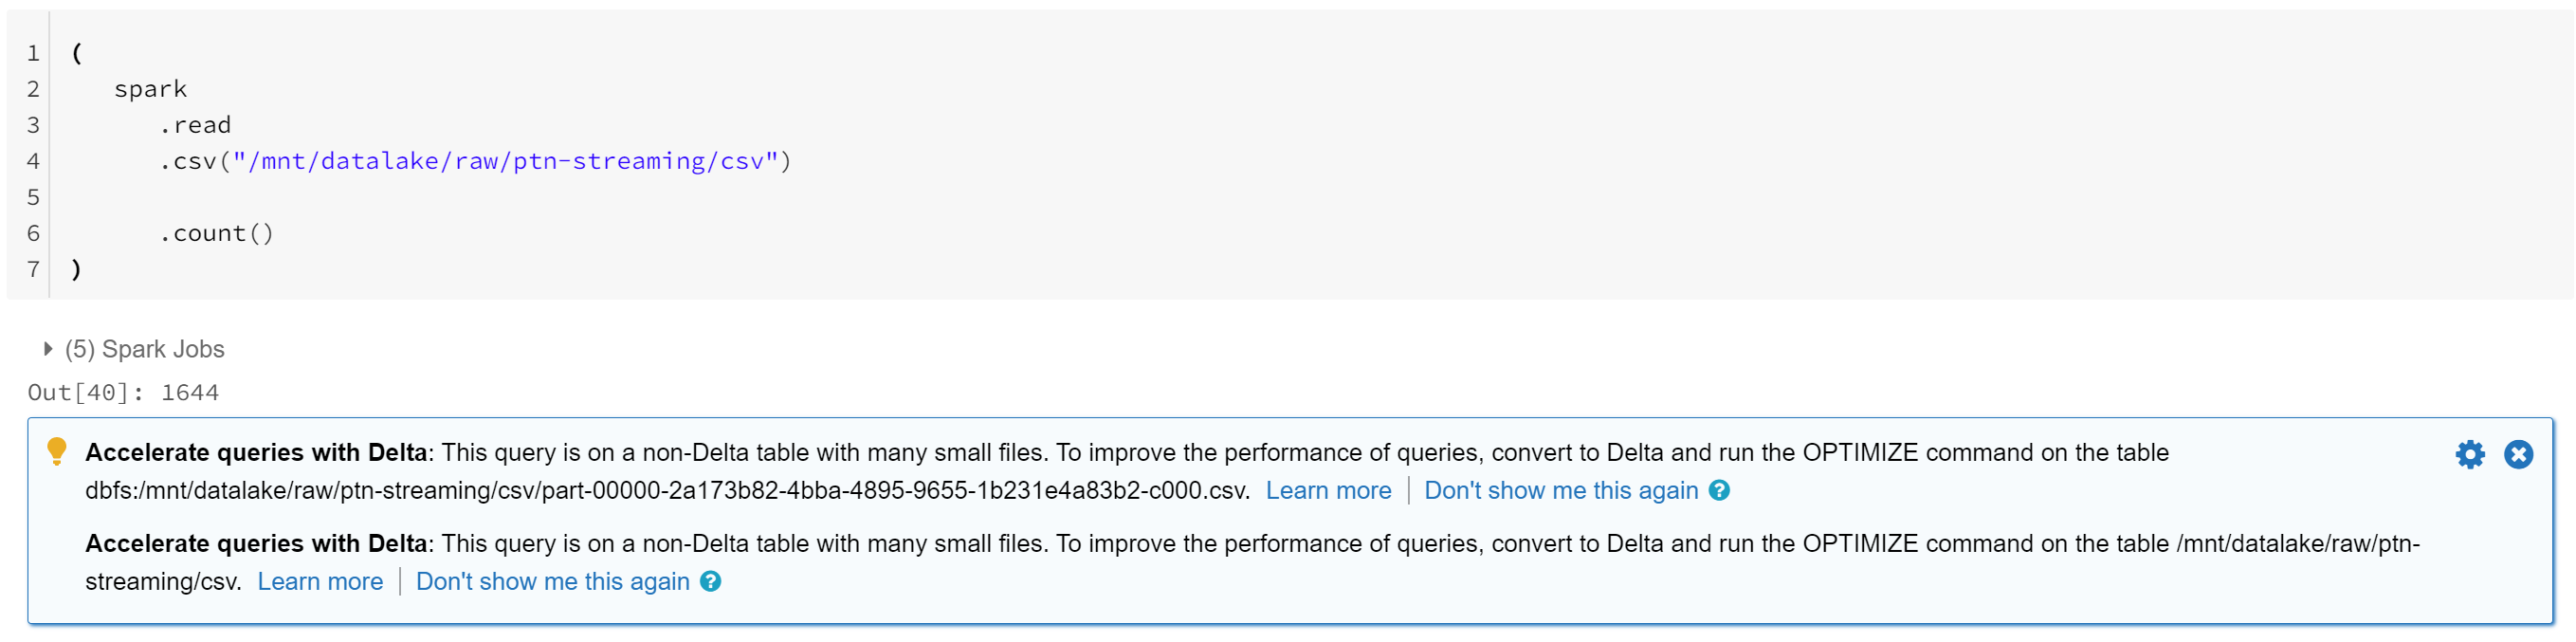 1 (
2 spark
3 .read
4 .csv("/mnt/datalake/raw/ptn-streaming/csv")
5
6 .count()
7 )
(5) Spark Jobs
Out[40]: 1644
Accelerate queries with Delta: This query is on a non-Delta table with many small files. To improve the performance of queries, convert to Delta and run the OPTIMIZE command on the table
dbfs:/mnt/datalake/raw/ptn-streaming/csv/part-00000-2a173b82-4bba-4895-9655-1b231e4a83b2-c000.csv. Learn more | Don't show me this again ?
Accelerate queries with Delta: This query is on a non-Delta table with many small files. To improve the performance of queries, convert to Delta and run the OPTIMIZE command on the table /mnt/datalake/raw/ptn-
streaming/csv. Learn more | Don't show me this again ?